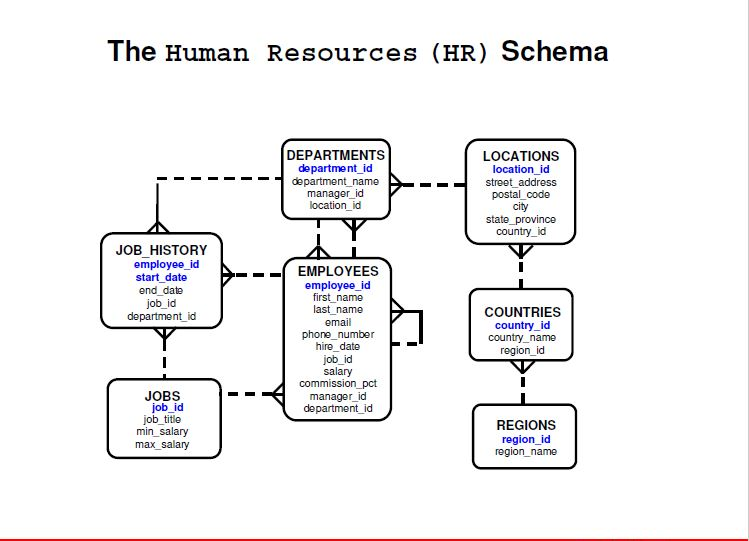 The Human Resources (HR) Schema
DEPARTMENTS
department_id
department_name
manager_id
location_id
LOCATIONS
location_id
street_address
postal_code
city
state_province
country_id
JOB_HISTORY
employee_id
start_date
end_date
job_id
department_id
EMPLOYEES
employee_id
first_name
last_name
email
phone_number
hire_date
job_id
salary
commission_pct
manager_id
department_id
COUNTRIES
country_id
country_name
region_id
JOBS
job_id
job_title
min_salary
max_salary
REGIONS
region_id
region_name